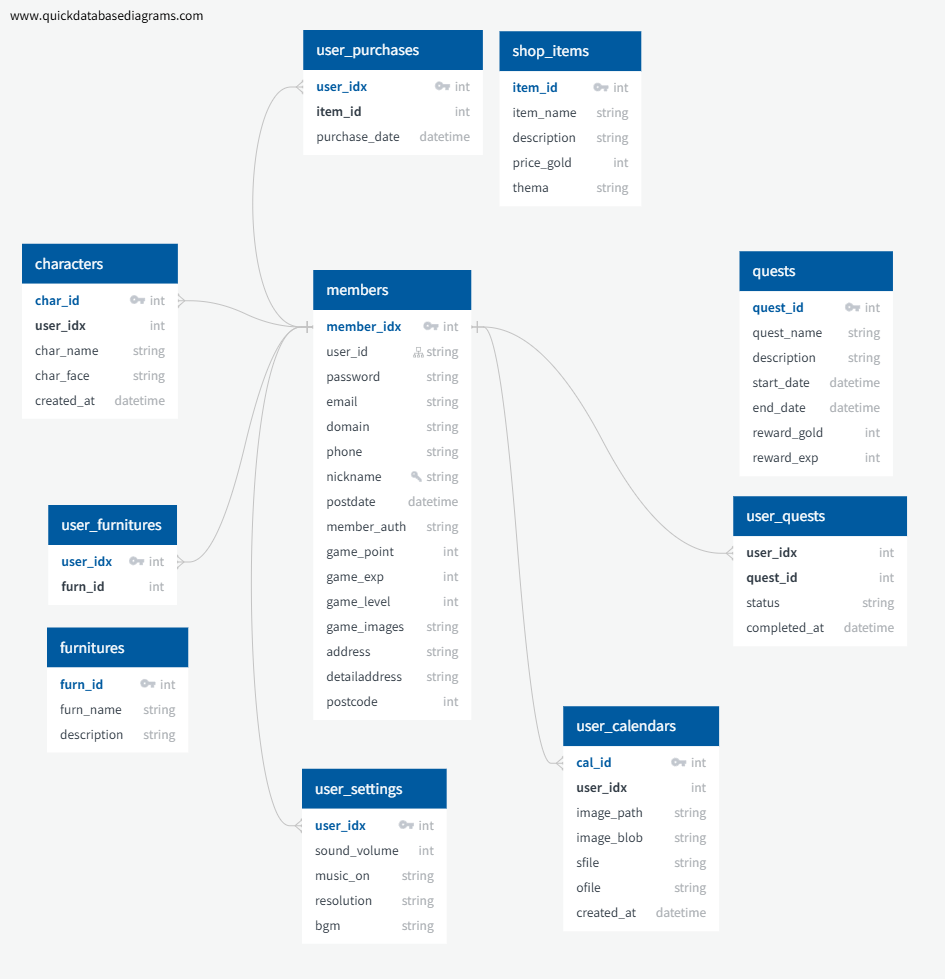 www.quickdatabasediagrams.com
user_purchases
user_idx int
item_id int
purchase_date datetime
shop_items
item_id int
item_name string
description string
price_gold int
thema string
characters
char_id int
user_idx int
char_name string
char_face string
created_at datetime
members
member_idx int
user_id string
password string
email string
domain string
phone string
nickname string
postdate datetime
member_auth string
game_point int
game_exp int
game_level int
game_images string
address string
detailaddress string
postcode int
quests
quest_id int
quest_name string
description string
start_date datetime
end_date datetime
reward_gold int
reward_exp int
user_furnitures
user_idx int
furn_id int
user_quests
user_idx int
quest_id int
status string
completed_at datetime
furnitures
furn_id int
furn_name string
description string
user_calendars
cal_id int
user_idx int
image_path string
image_blob string
sfile string
ofile string
created_at datetime
user_settings
user_idx int
sound_volume int
music_on string
resolution string
bgm string